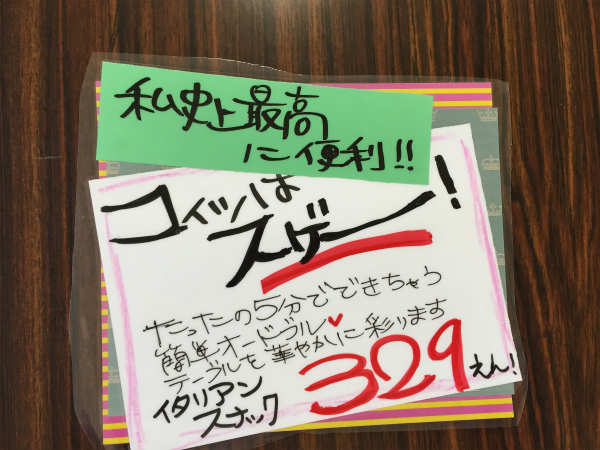 私史上最高
に便利!!
コイツは
スゲー!
たったの5分でできちゃう
簡単オードブル♥
テーブルを華やかに彩ります
イタリアン
スナック
329えん!